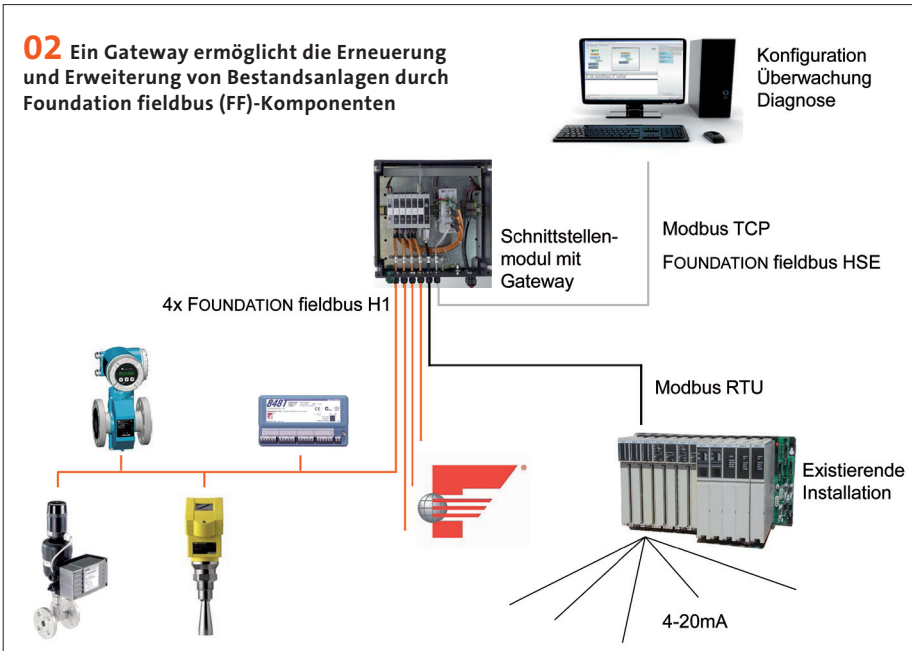 02 Ein Gateway ermöglicht die Erneuerung
und Erweiterung von Bestandsanlagen durch
Foundation fieldbus (FF)-Komponenten
Konfiguration
Überwachung
Diagnose
Schnittstellen-
modul mit
Gateway
Modbus TCP
FOUNDATION fieldbus HSE
4x FOUNDATION fieldbus H1
848T
Modbus RTU
Existierende
Installation
4-20mA